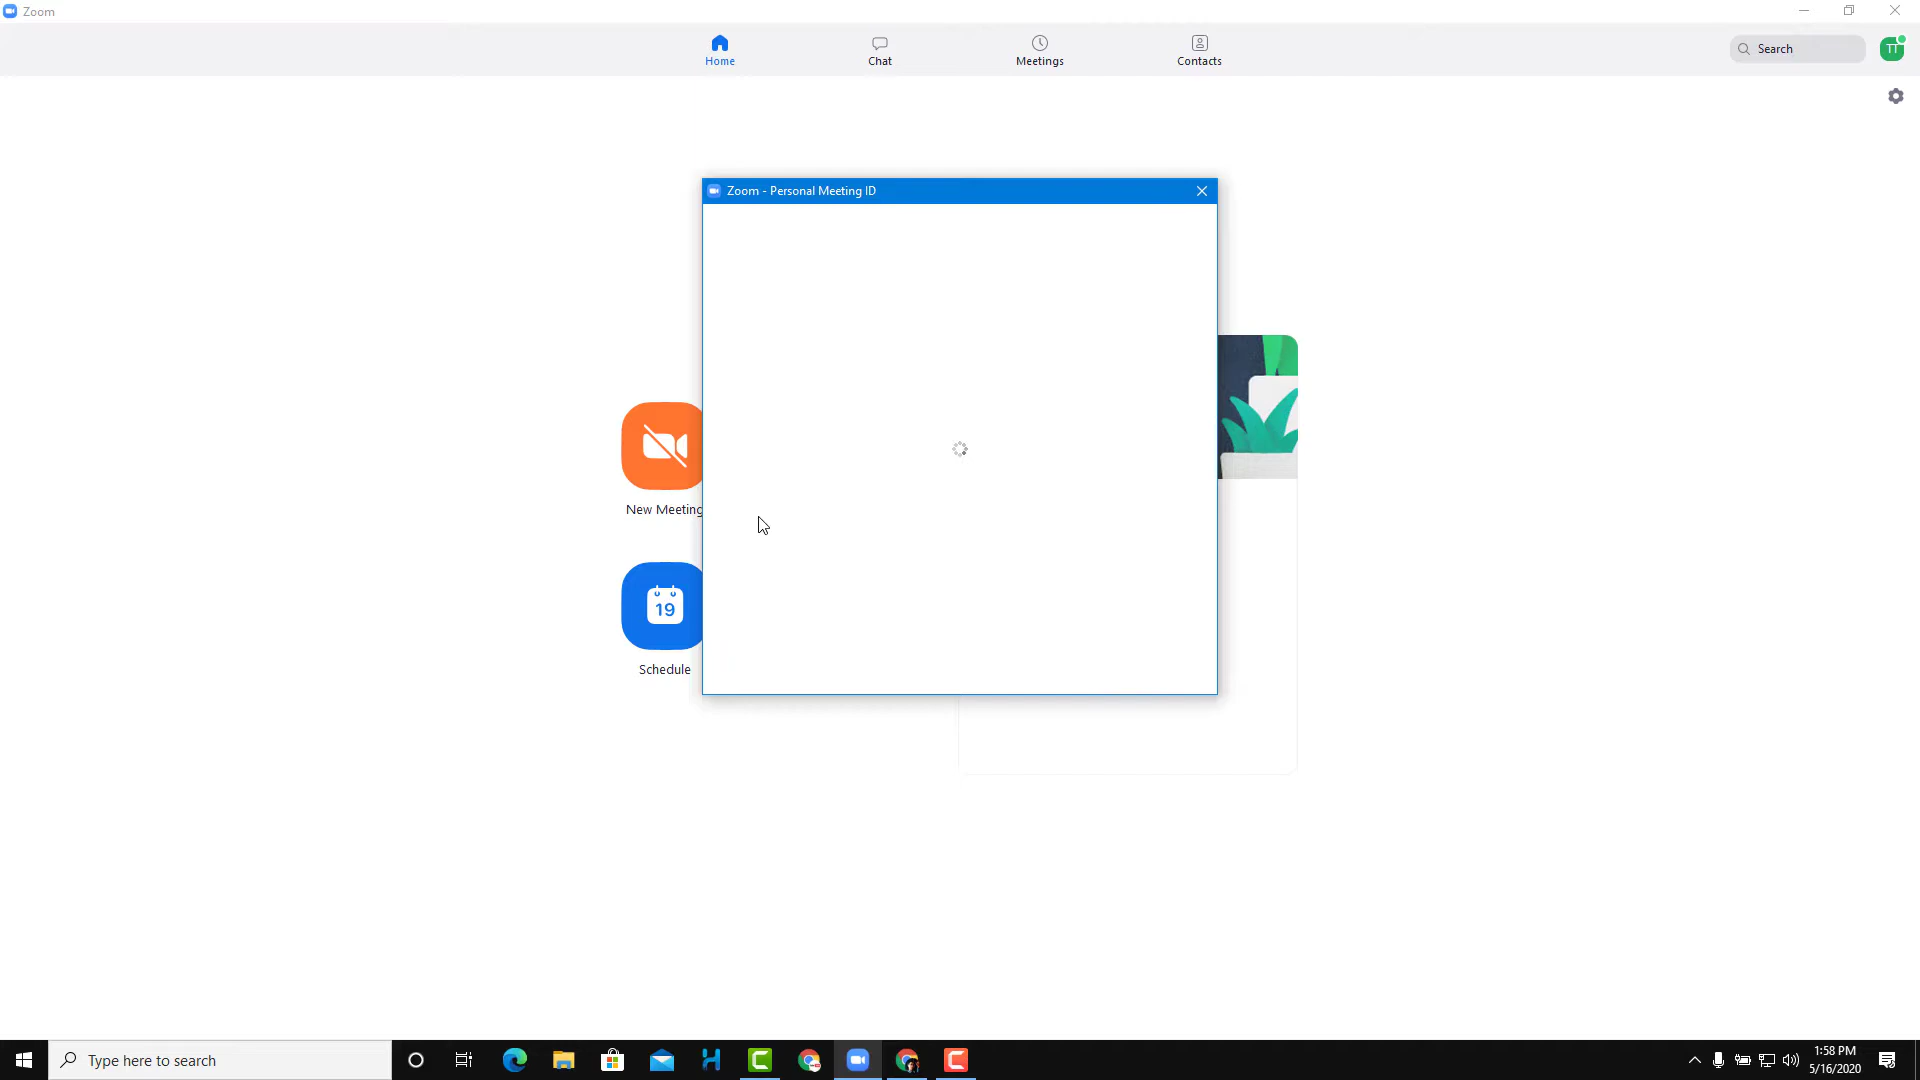 Zoom
Home
Chat
Meetings
Contacts
Search
TT
Zoom - Personal Meeting ID
New Meeting
19
Schedule
Type here to search
1:58 PM
5/16/2020